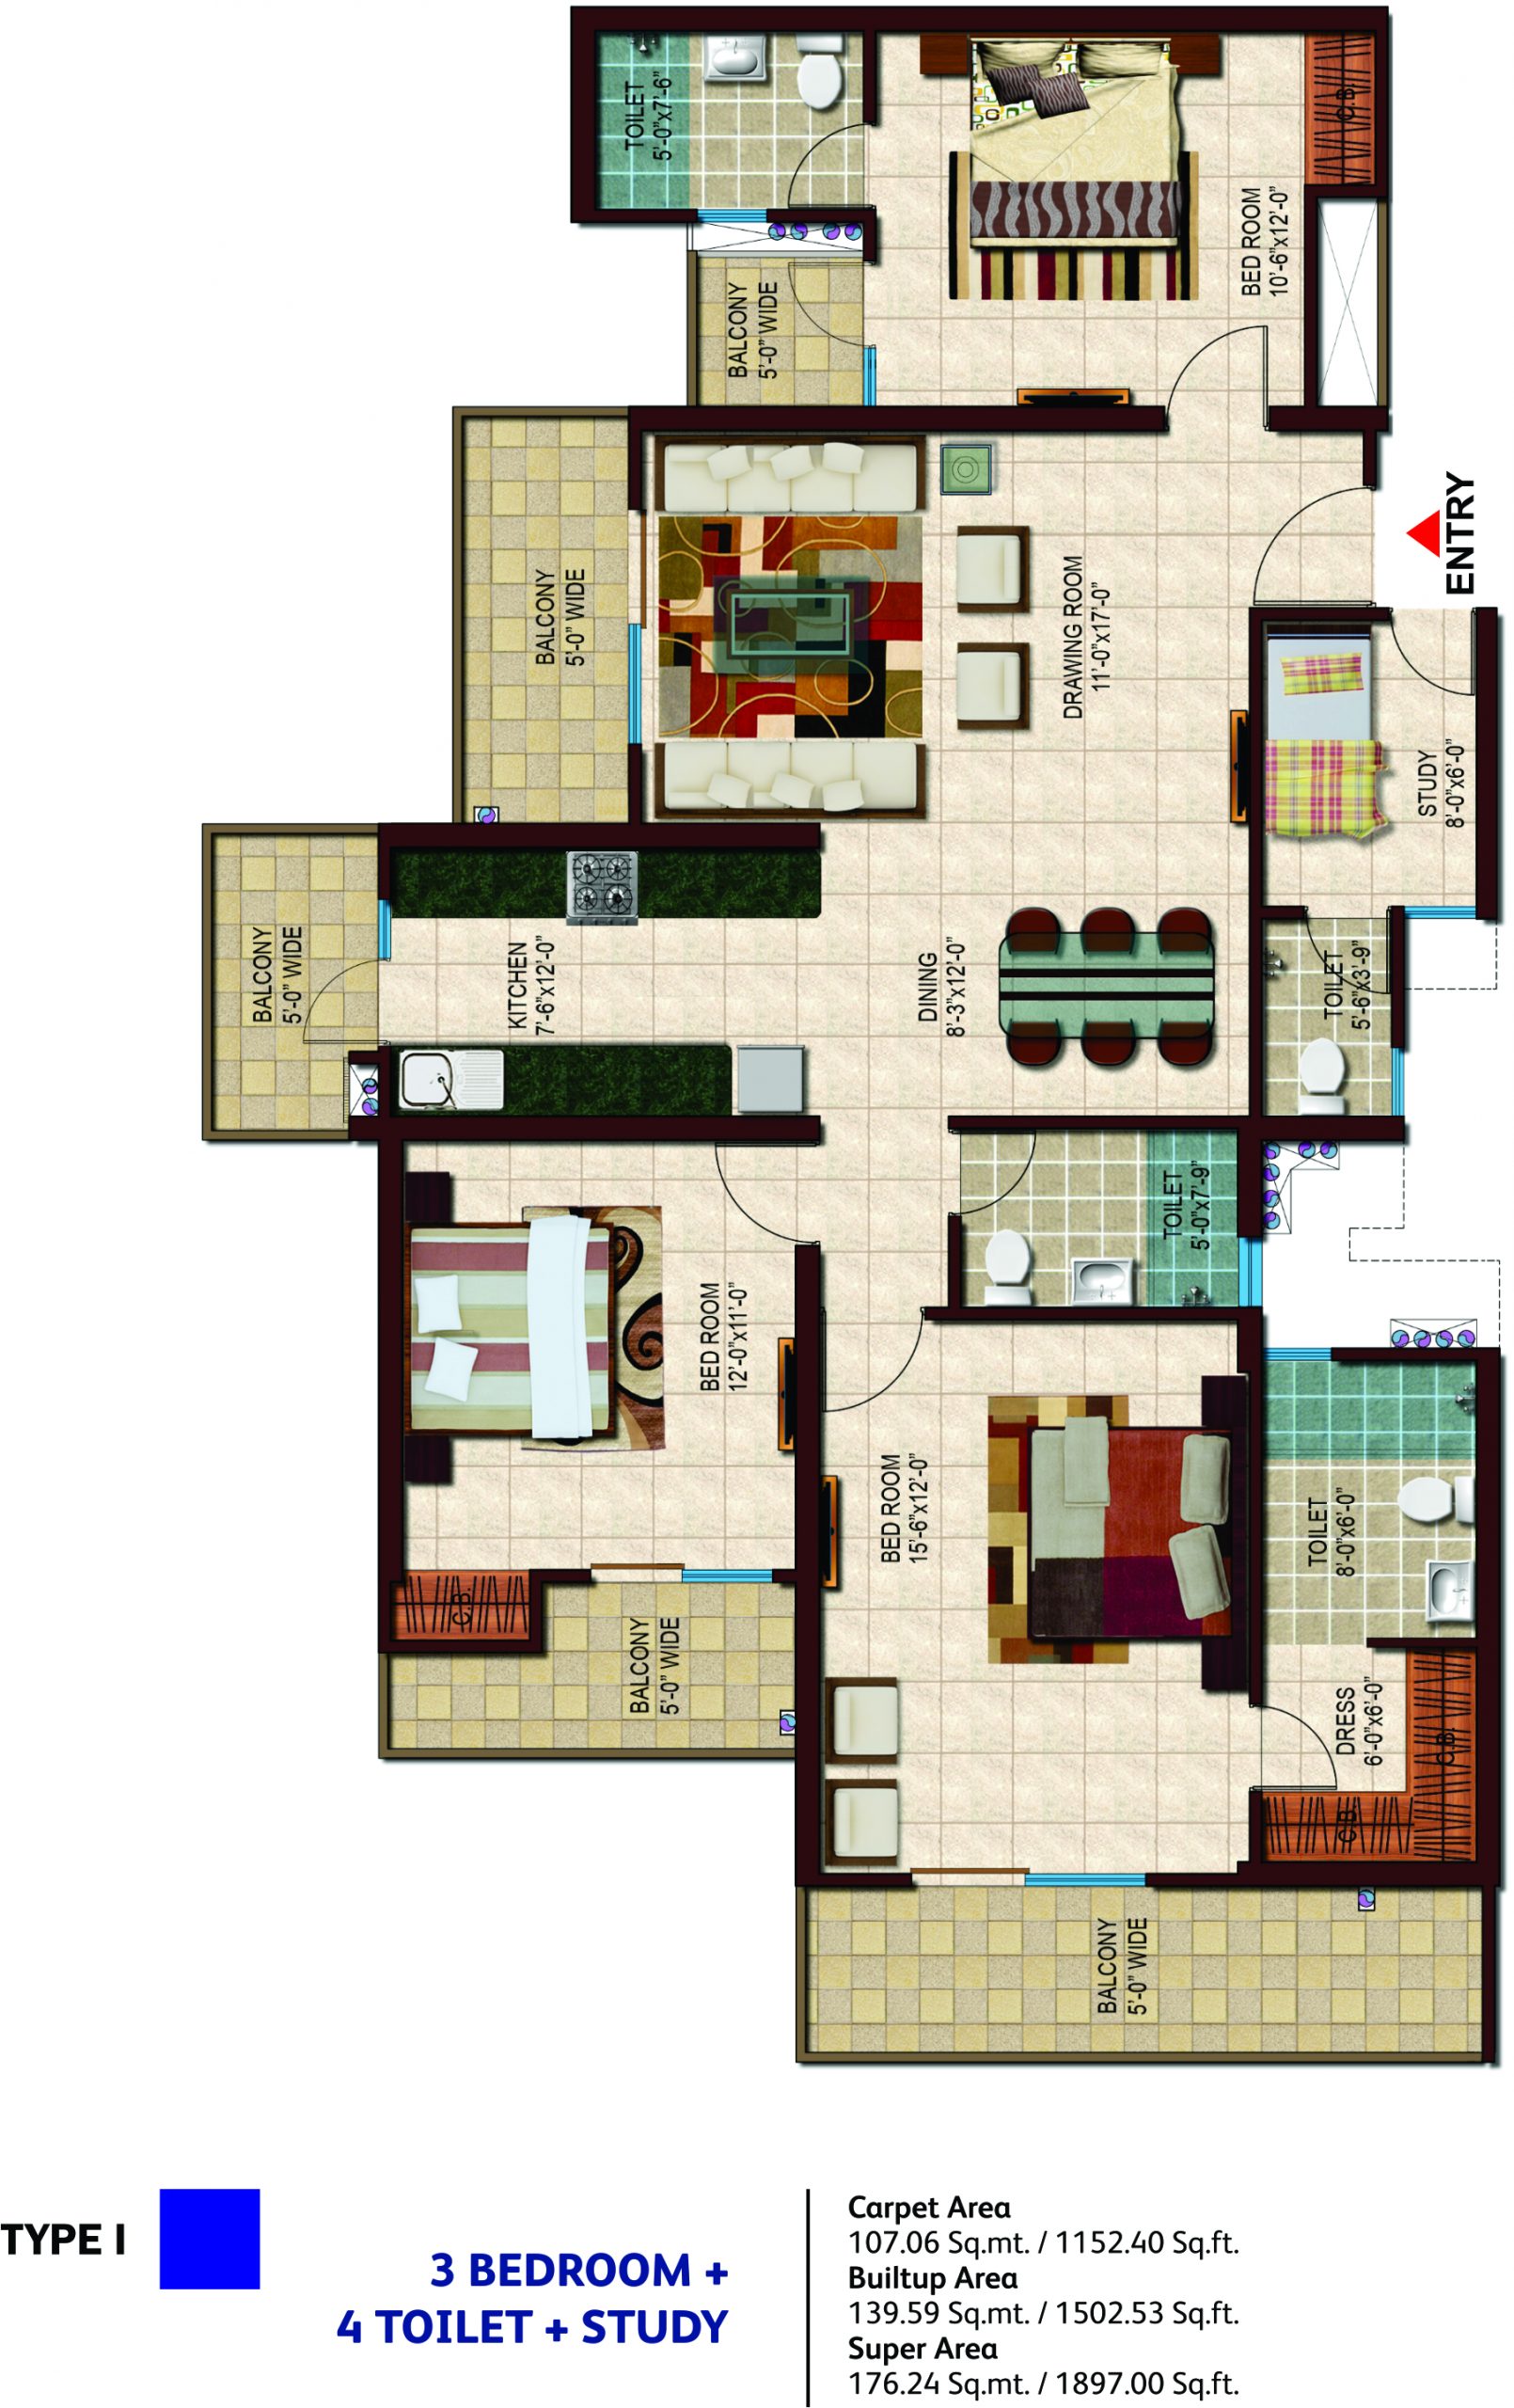 TOILET
5'-0"x7'-6"
C.B.
BED ROOM
10'-6"x12'-0"
BALCONY
5'-0" WIDE
BALCONY
5'-0" WIDE
DRAWING ROOM
11'-0"x17'-0"
ENTRY
STUDY
8'-0"x6'-0"
BALCONY
5'-0" WIDE
KITCHEN
7'-6"x12'-0"
DINING
8'-3"x12'-0"
TOILET
5'-6"x3'-9"
TOILET
5'-0"x7'-9"
BED ROOM
12'-0"x11'-0"
BED ROOM
15'-6"x12'-0"
TOILET
8'-0"x6'-0"
C.B.
BALCONY
5'-0" WIDE
DRESS
6'-0"x6'-0"
C.B.
C.B.
BALCONY
5'-0" WIDE
TYPE I
3 BEDROOM +
4 TOILET + STUDY
Carpet Area
107.06 Sq.mt. / 1152.40 Sq.ft.
Builtup Area
139.59 Sq.mt. / 1502.53 Sq.ft.
Super Area
176.24 Sq.mt. / 1897.00 Sq.ft.